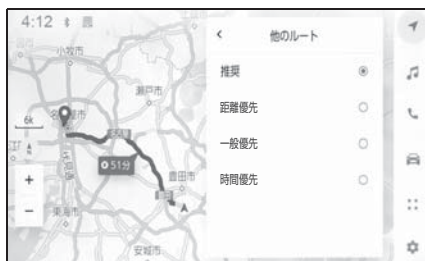 4:12
小牧市
瀬戸市
6k
51分
豊田市
東海市
安城市
+
−
他のルート
推奨
距離優先
一般優先
時間優先